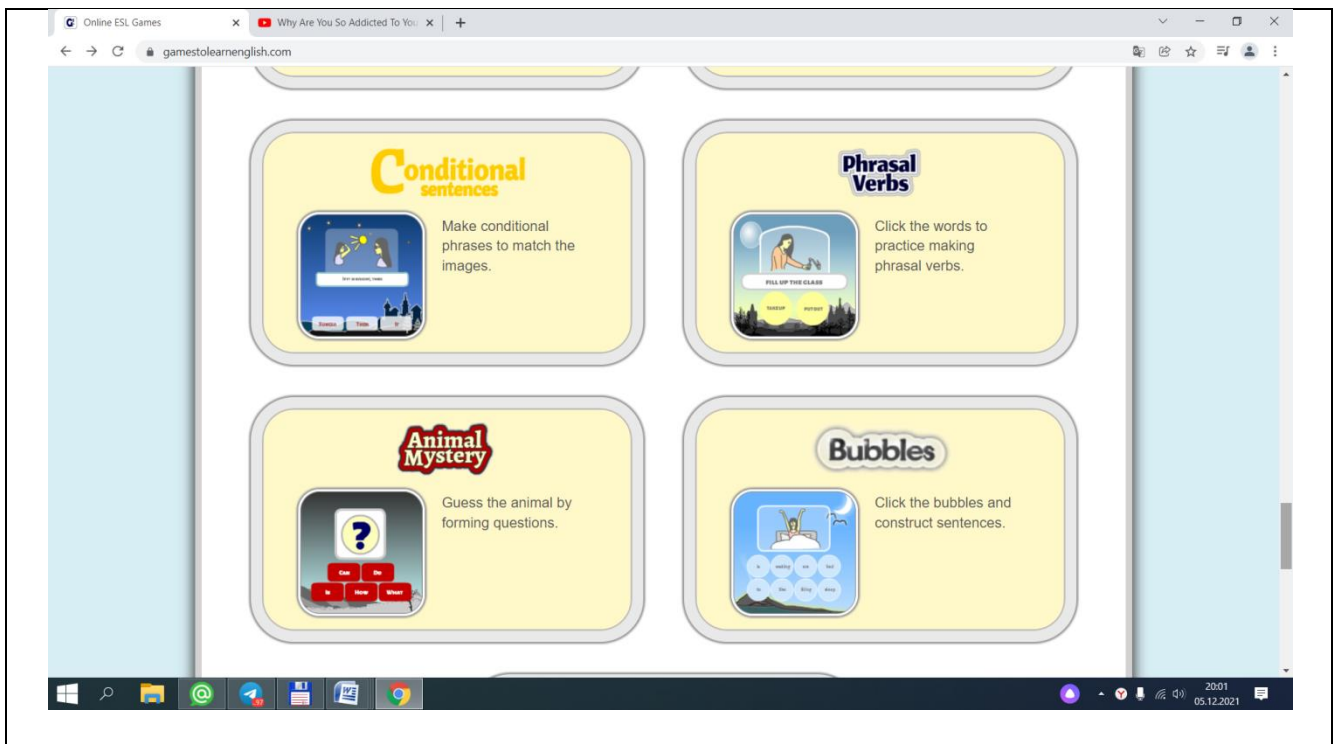 Online ESL Games
Why Are You So Addicted To You
gamestolearnenglish.com
Conditional
sentences
Make conditional
phrases to match the
images.
Phrasal
Verbs
Click the words to
practice making
phrasal verbs.
FILL UP THE GLASS
Animal
Mystery
Guess the animal by
forming questions.
?
Can Do
Is How What
Bubbles
Click the bubbles and
construct sentences.
20:01
05.12.2021